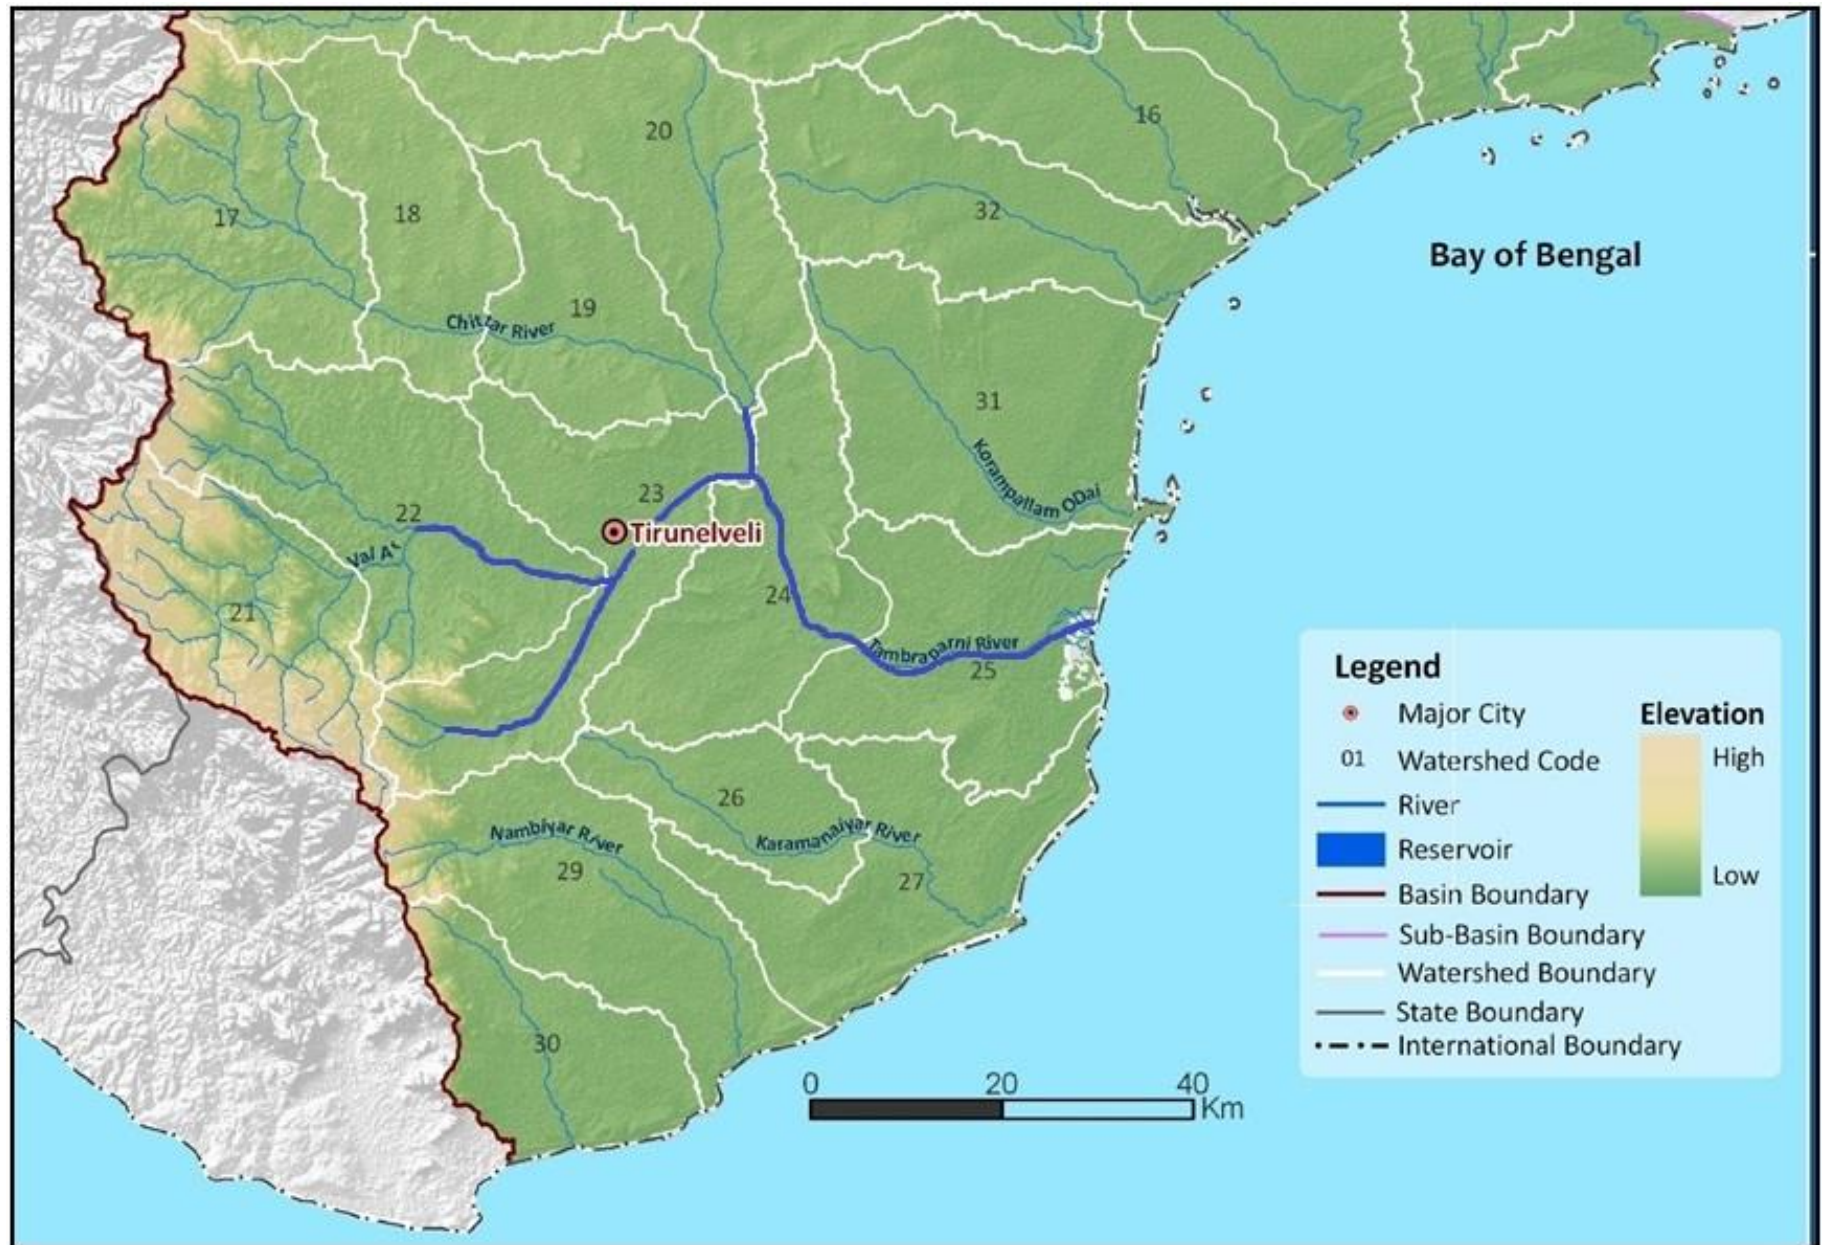 20
16
17
18
32
Bay of Bengal
19
Chittar River
31
Korampallam ODai
22
23
Tirunelveli
21
24
Tambraparni River
25
26
Nambiyar River
Karamanaiyar River
29
27
30
0 20 40
Km
Legend
Major City
01 Watershed Code
River
Reservoir
Basin Boundary
Sub-Basin Boundary
Watershed Boundary
State Boundary
International Boundary
Elevation
High
Low